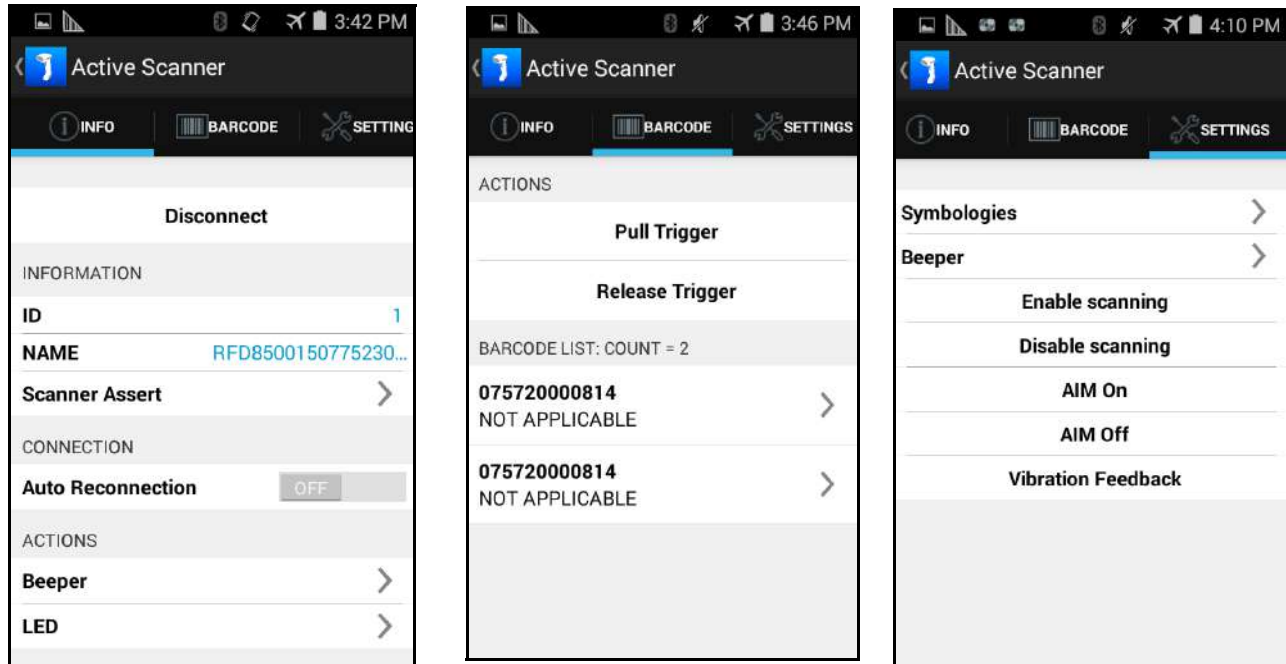 3:42 PM
Active Scanner
INFO BARCODE SETTING
Disconnect
INFORMATION
ID 1
NAME RFD8500150775230...
Scanner Assert
CONNECTION
Auto Reconnection OFF
ACTIONS
Beeper
LED
3:46 PM
Active Scanner
INFO BARCODE SETTINGS
ACTIONS
Pull Trigger
Release Trigger
BARCODE LIST: COUNT = 2
075720000814
NOT APPLICABLE
075720000814
NOT APPLICABLE
4:10 PM
Active Scanner
INFO BARCODE SETTINGS
Symbologies
Beeper
Enable scanning
Disable scanning
AIM On
AIM Off
Vibration Feedback